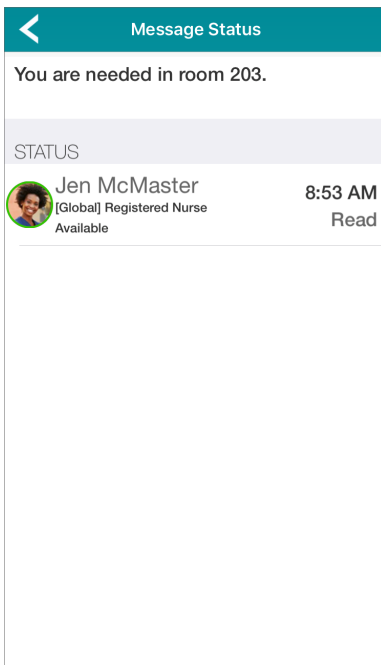 Message Status
You are needed in room 203.
STATUS
Jen McMaster
8:53 AM
[Global] Registered Nurse
Read
Available